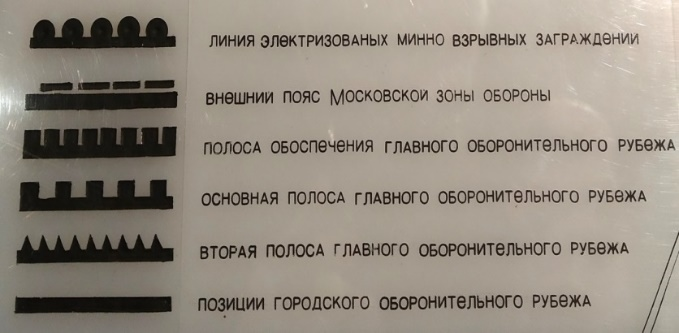 ЛИНИЯ ЭЛЕКТРИЗОВАНЫХ МИННО ВЗРЫВНЫХ ЗАГРАЖДЕНИИ
ВНЕШНИИ ПОЯС МОСКОВСКОИ ЗОНЫ ОБОРОНЫ
ПОЛОСА ОБОСПЕЧЕНИЯ ГЛАВНОГО ОБОРОНИТЕЛЬНОГО РУБЕЖА
ОСНОВНАЯ ПОЛОСА ГЛАВНОГО ОБОРОНИТЕЛЬНОГО РУБЕЖА
ВТОРАЯ ПОЛОСА ГЛАВНОГО ОБОРОНИТЕЛЬНОГО РУБЕЖА
ПОЗИЦИИ ГОРОДСКОГО ОБОРОНИТЕЛЬНОГО РУБЕЖА